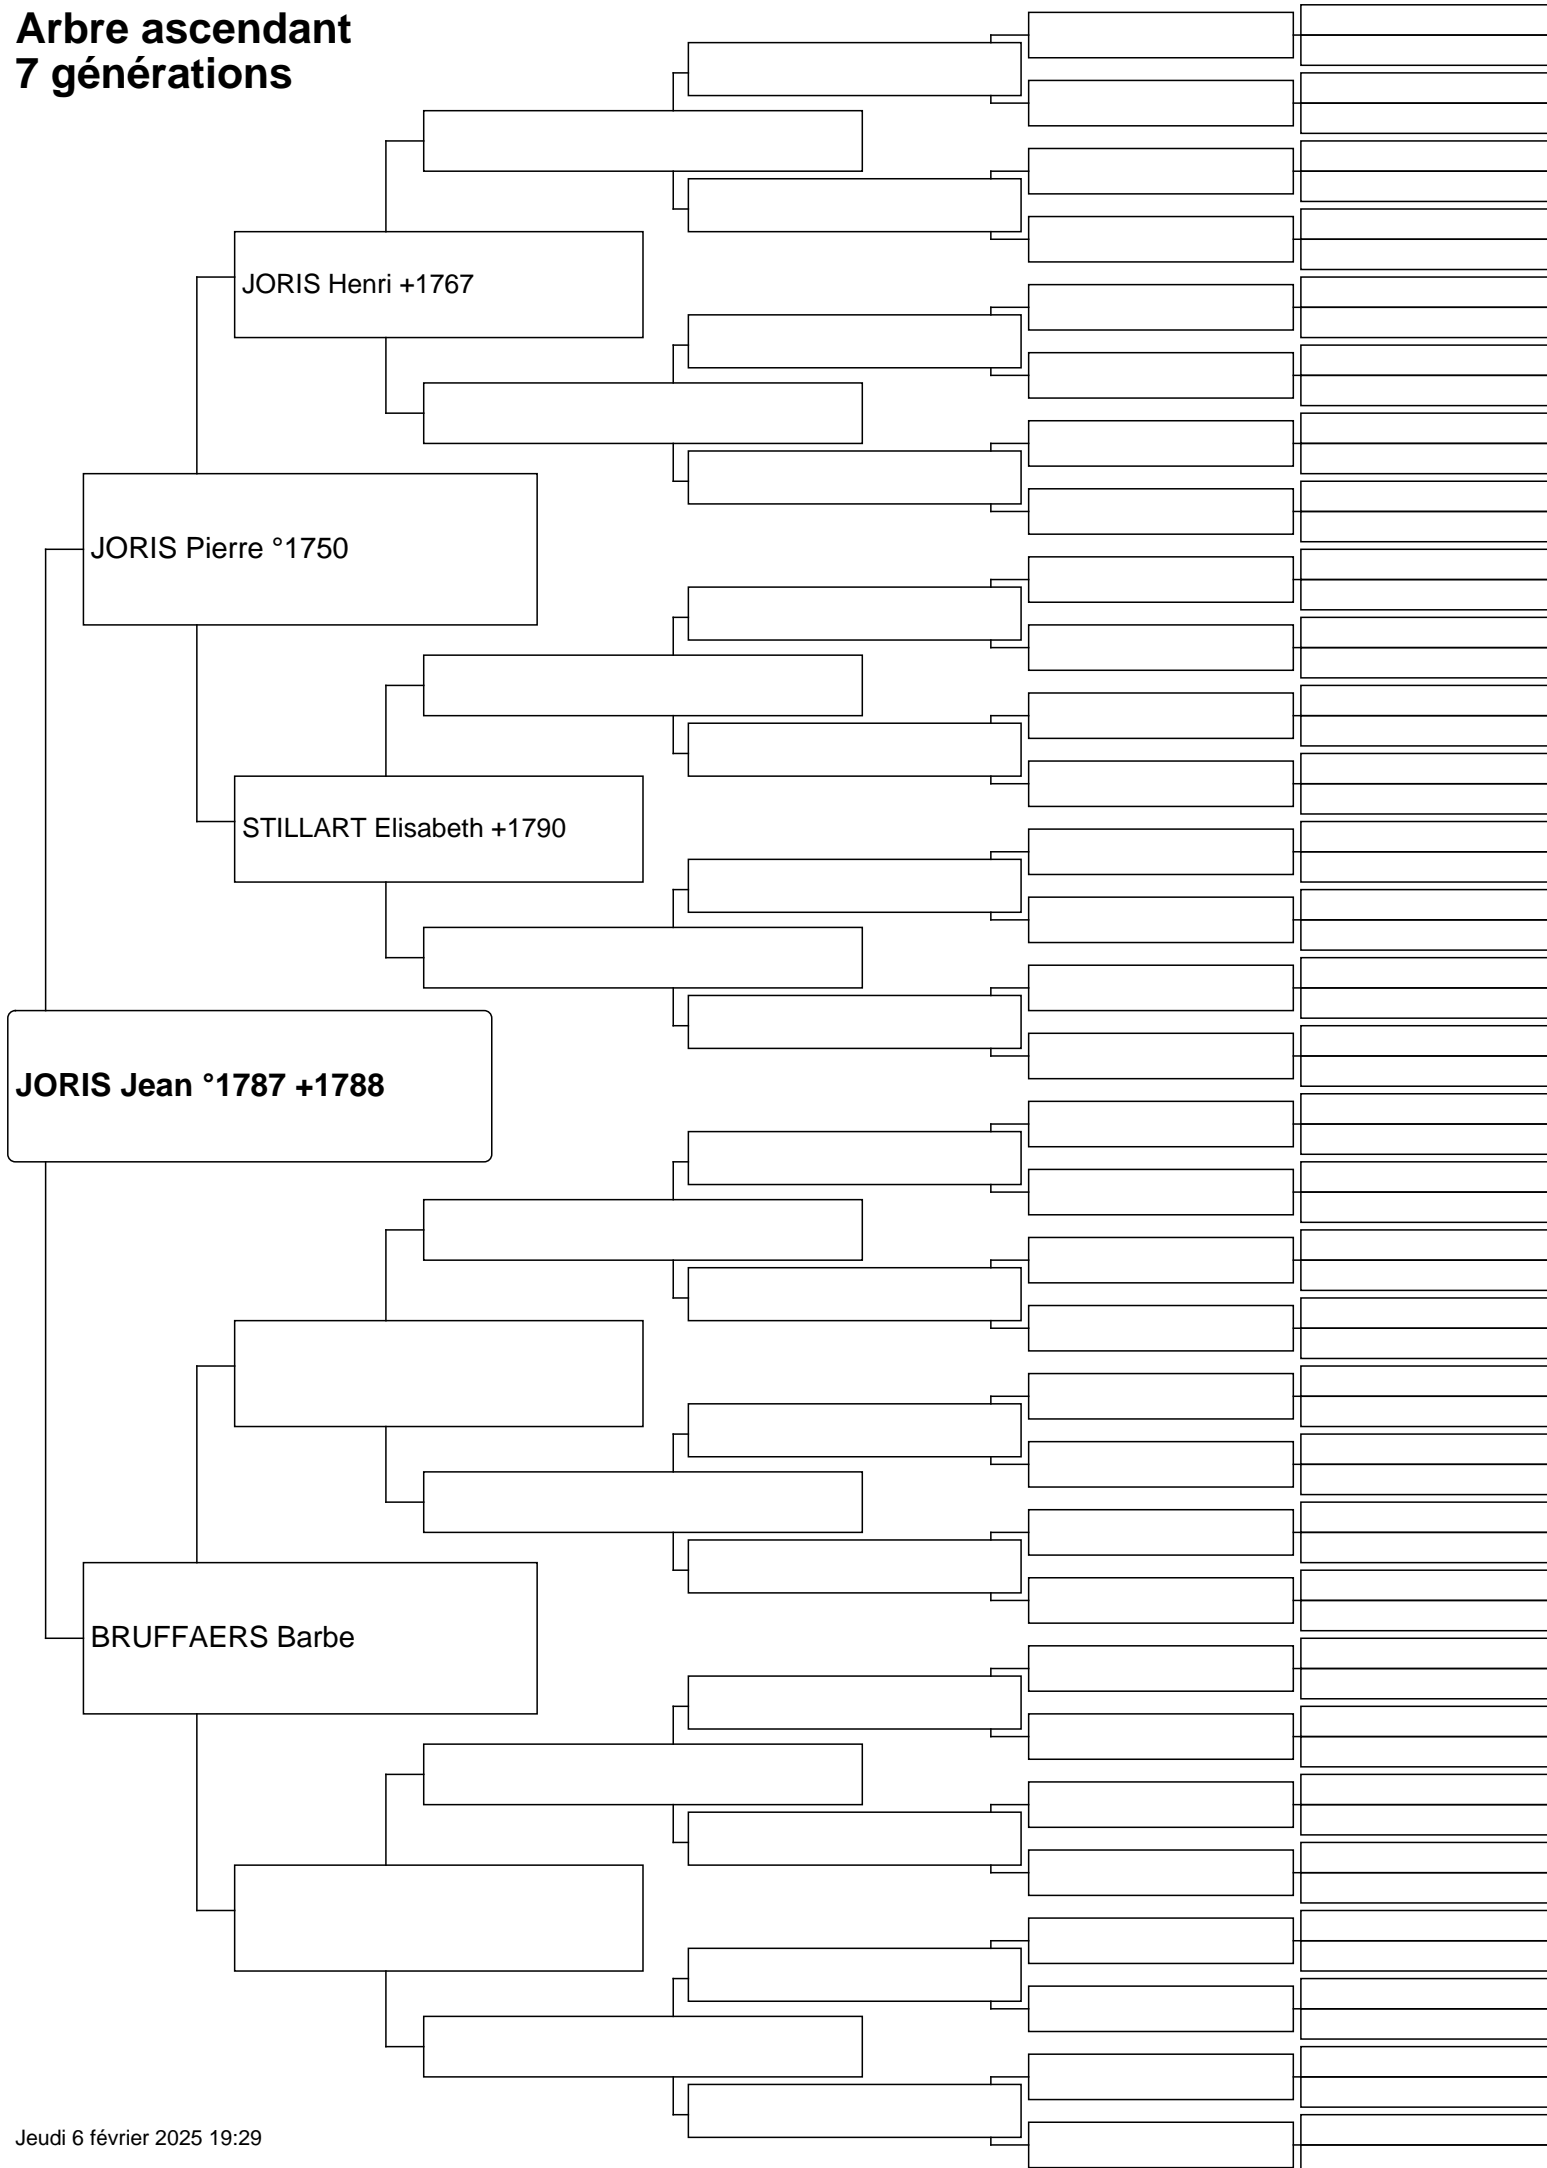 Arbre ascendant
7 générations
JORIS Henri +1767
JORIS Pierre °1750
STILLART Elisabeth +1790
JORIS Jean °1787 +1788
BRUFFAERS Barbe
Jeudi 6 février 2025 19:29